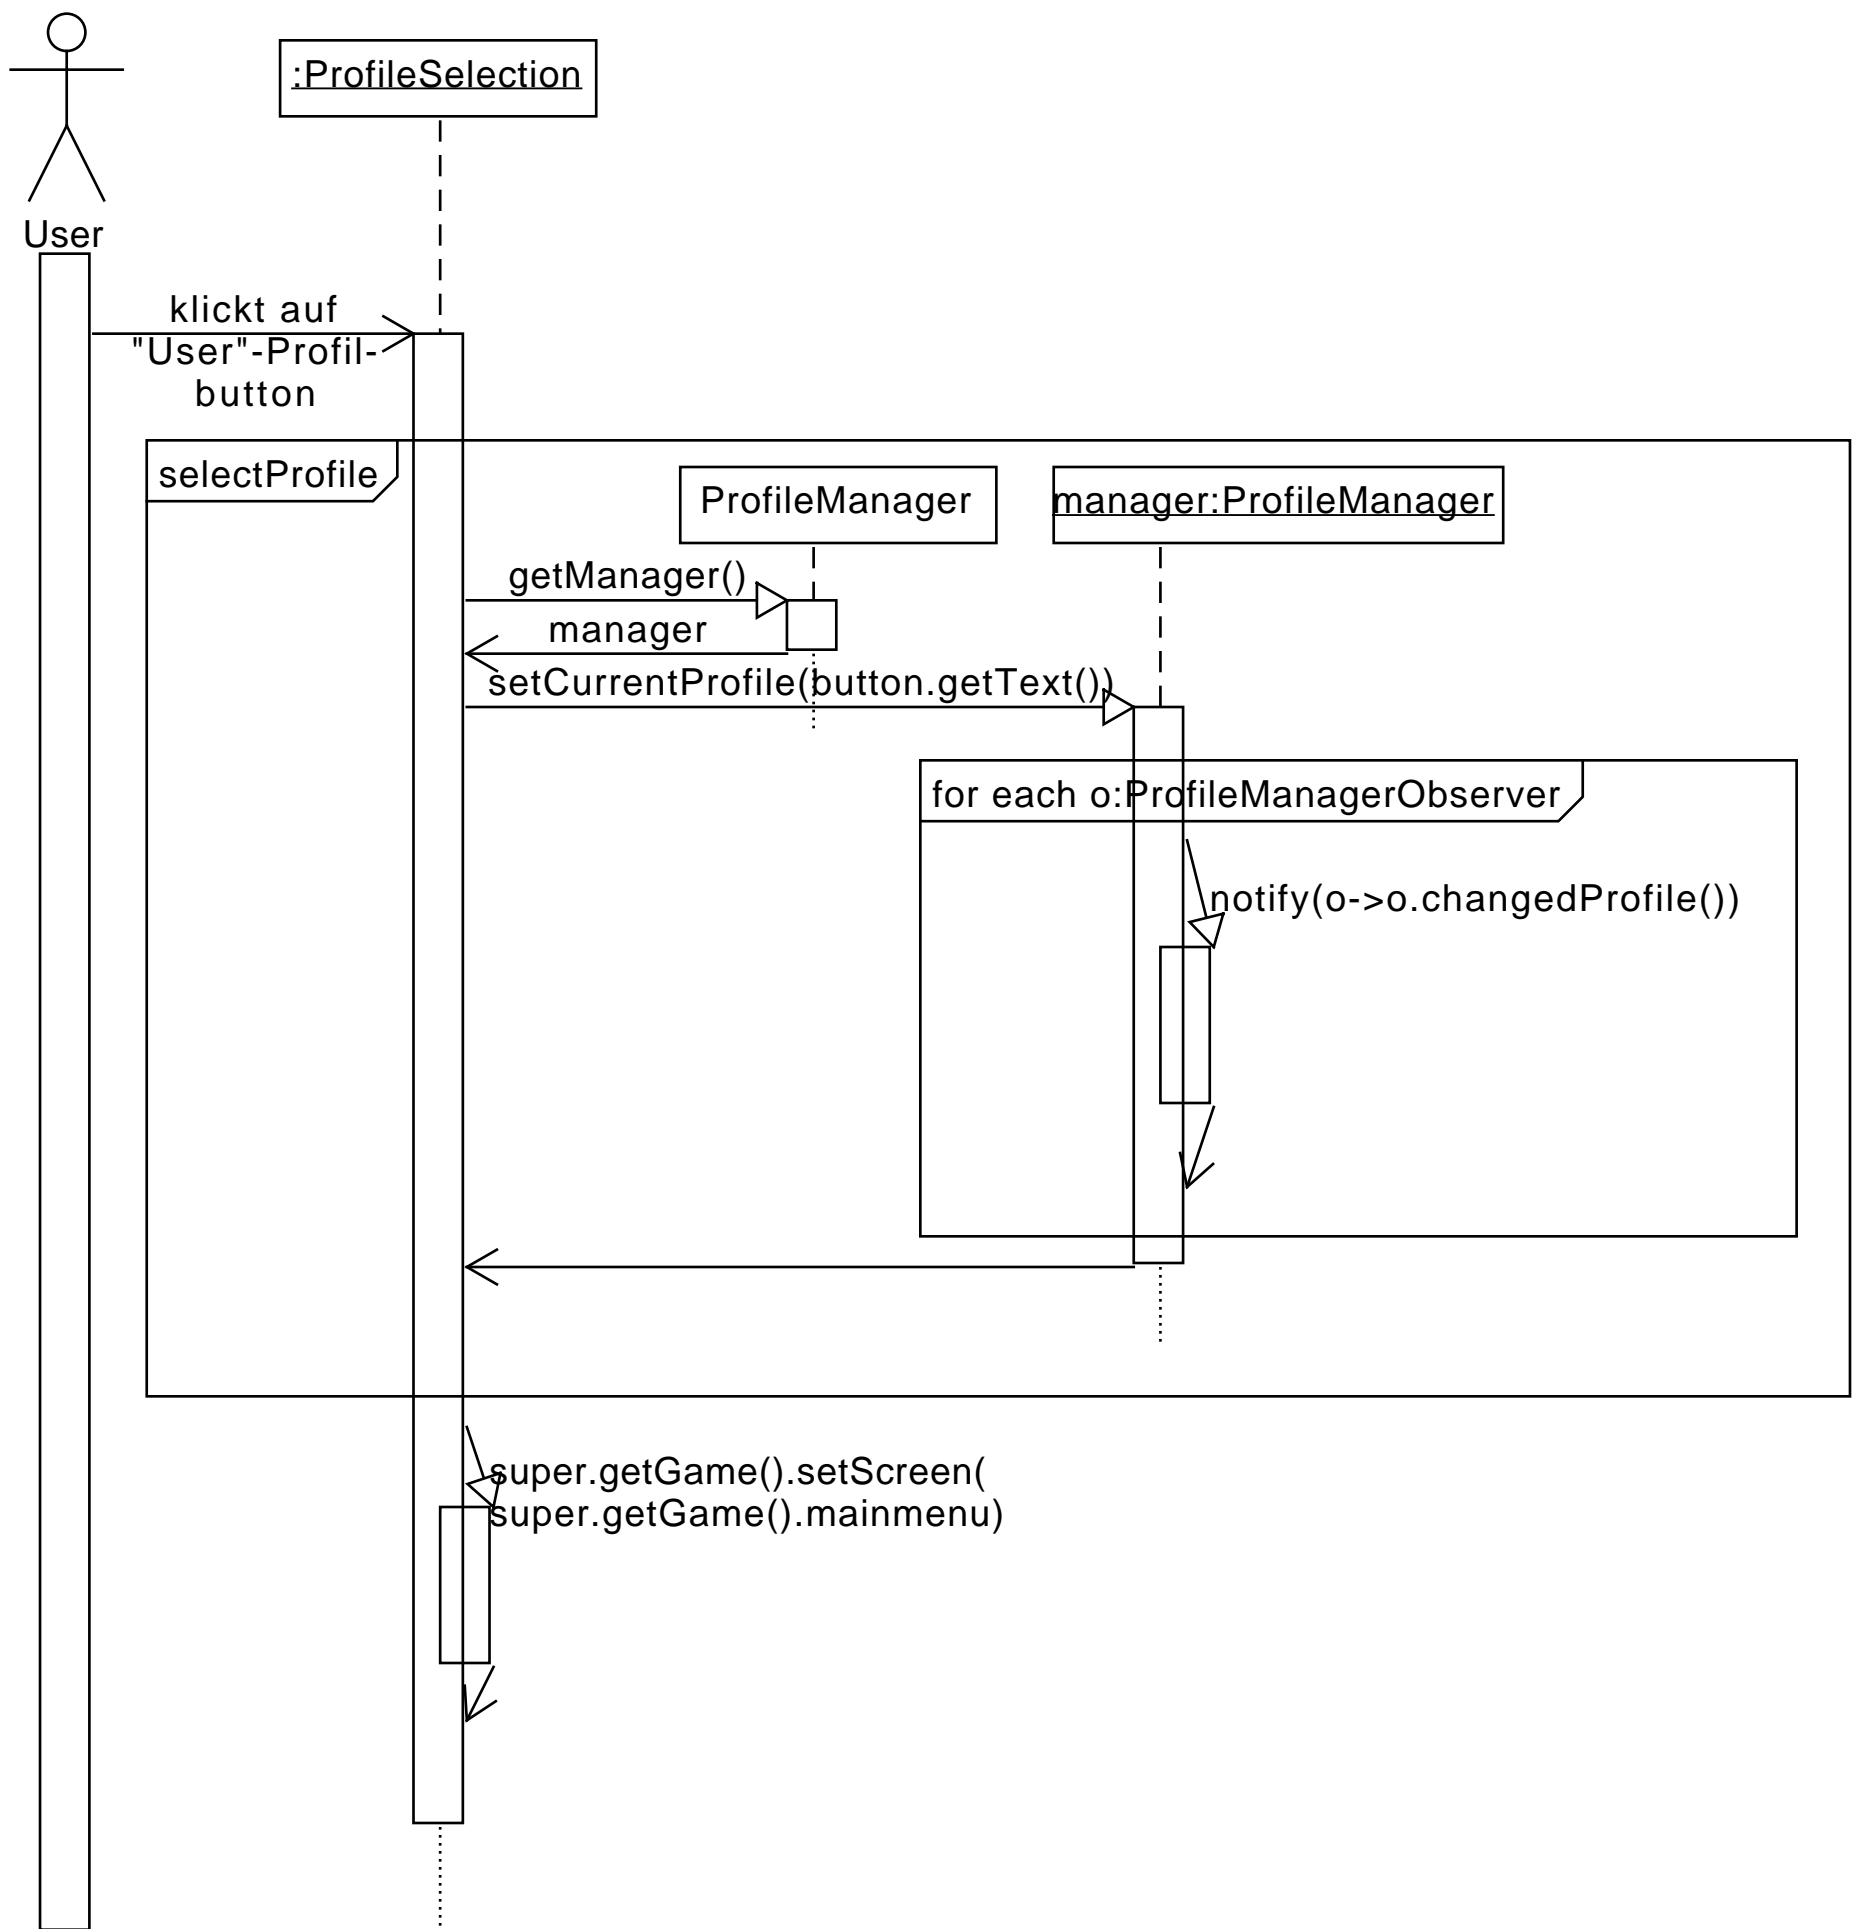 :ProfileSelection
User
klickt auf
"User"-Profil-
button
selectProfile
ProfileManager
manager:ProfileManager
getManager()
manager
setCurrentProfile(button.getText())
for each o:ProfileManagerObserver
notify(o->o.changedProfile())
super.getGame().setScreen(
super.getGame().mainmenu)